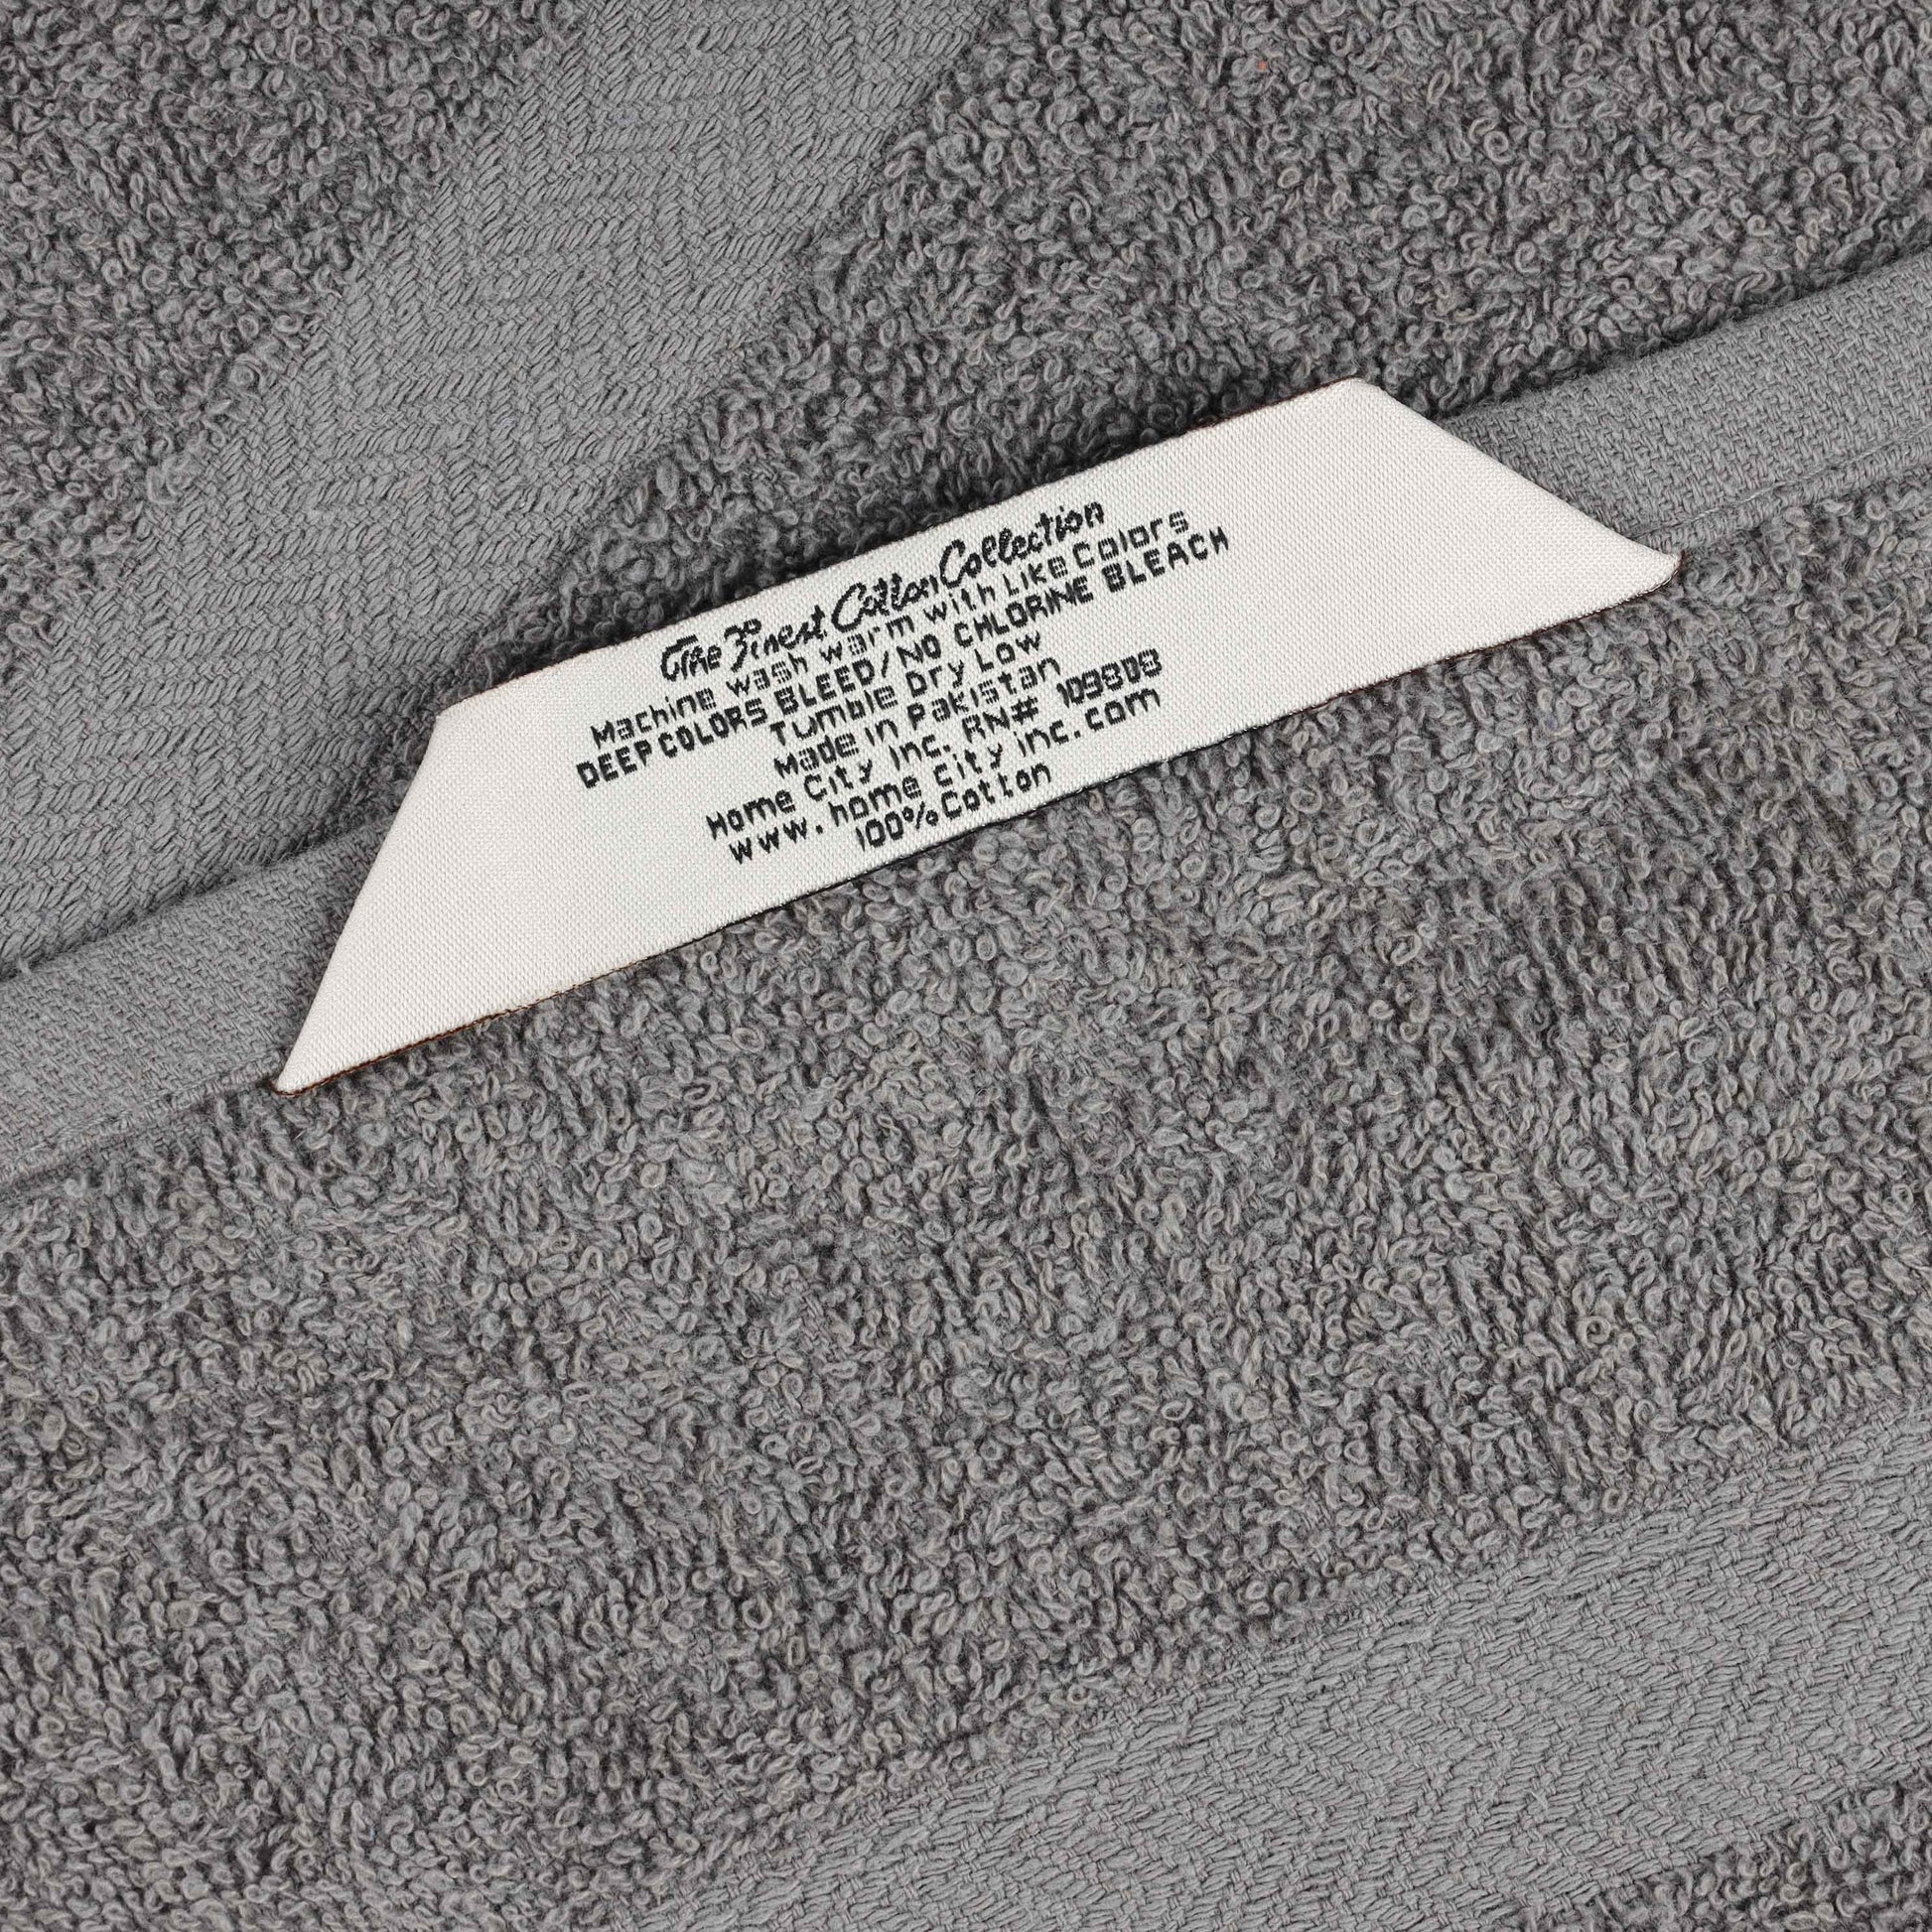 The Finest Cotton Collection
Machine wash warm with Like Colors
DEEP COLORS BLEED/NO CHLORINE BLEACH
Tumble Dry Low
Made in Pakistan
Home City Inc. RN# 109808
www.home city inc.com
100% Cotton